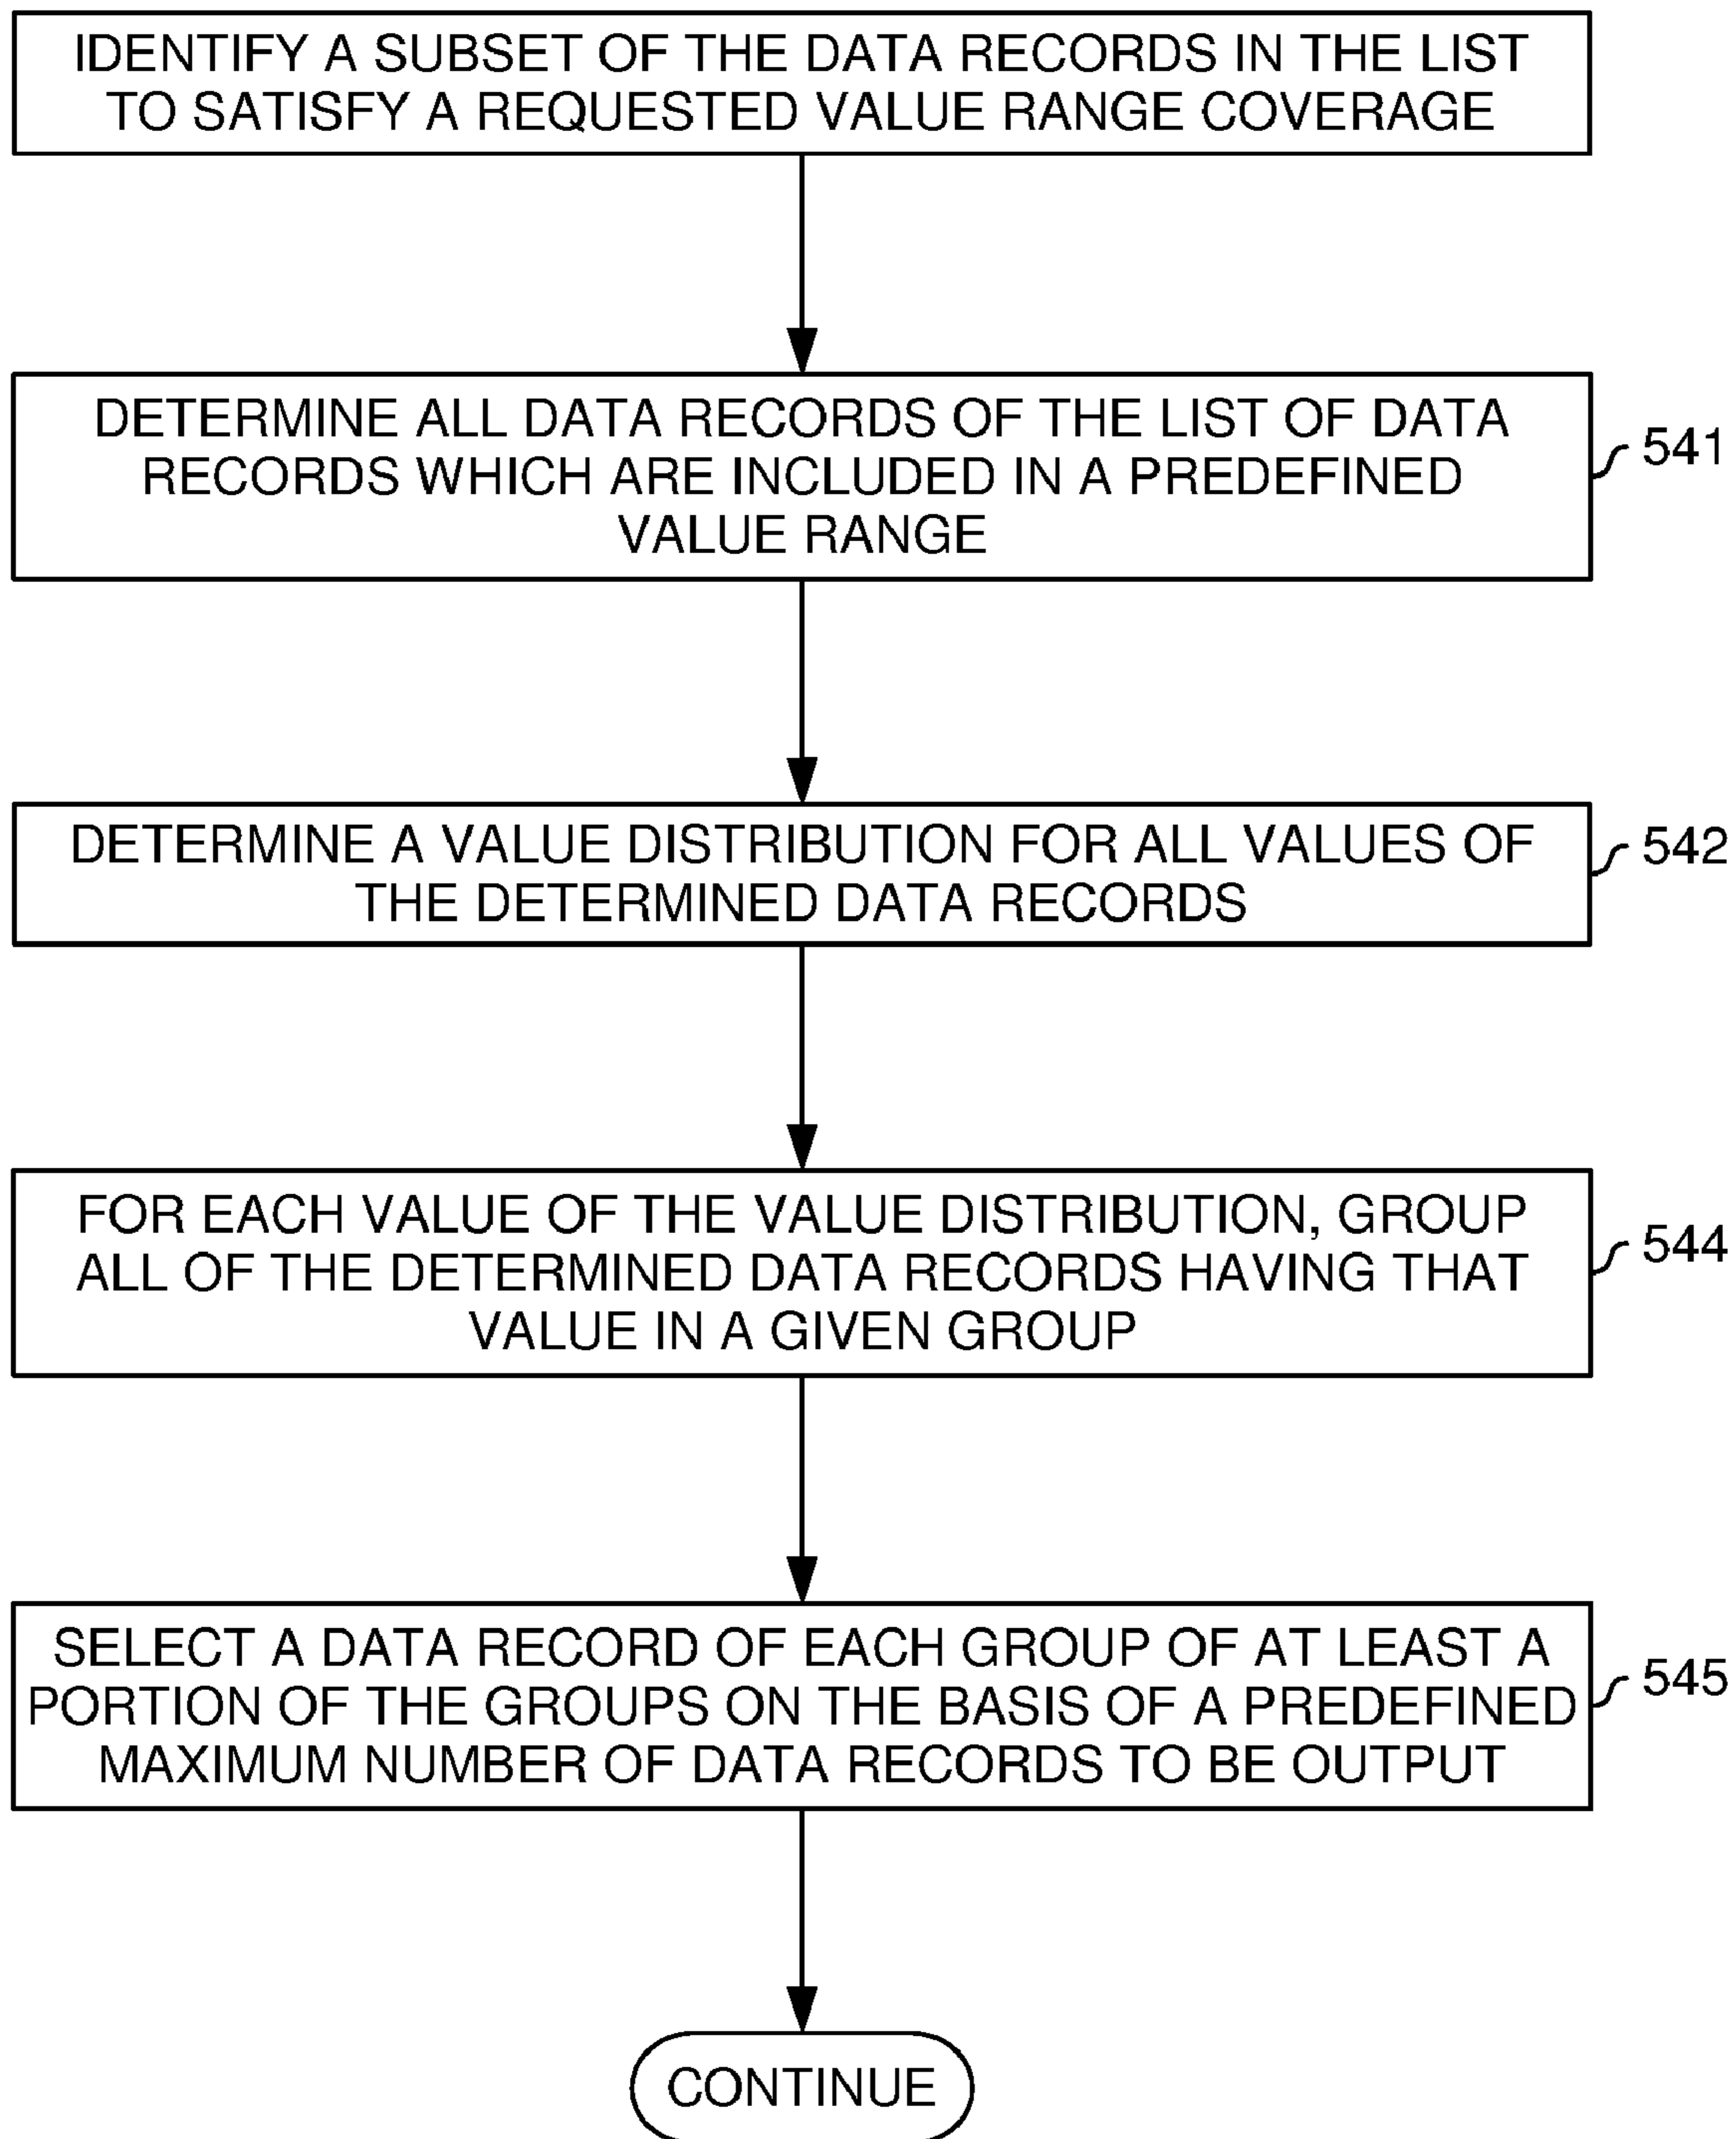 IDENTIFY A SUBSET OF THE DATA RECORDS IN THE LIST
TO SATISFY A REQUESTED VALUE RANGE COVERAGE
DETERMINE ALL DATA RECORDS OF THE LIST OF DATA
RECORDS WHICH ARE INCLUDED IN A PREDEFINED
VALUE RANGE
541
DETERMINE A VALUE DISTRIBUTION FOR ALL VALUES OF
THE DETERMINED DATA RECORDS
542
FOR EACH VALUE OF THE VALUE DISTRIBUTION, GROUP
ALL OF THE DETERMINED DATA RECORDS HAVING THAT
VALUE IN A GIVEN GROUP
544
SELECT A DATA RECORD OF EACH GROUP OF AT LEAST A
PORTION OF THE GROUPS ON THE BASIS OF A PREDEFINED
MAXIMUM NUMBER OF DATA RECORDS TO BE OUTPUT
545
CONTINUE